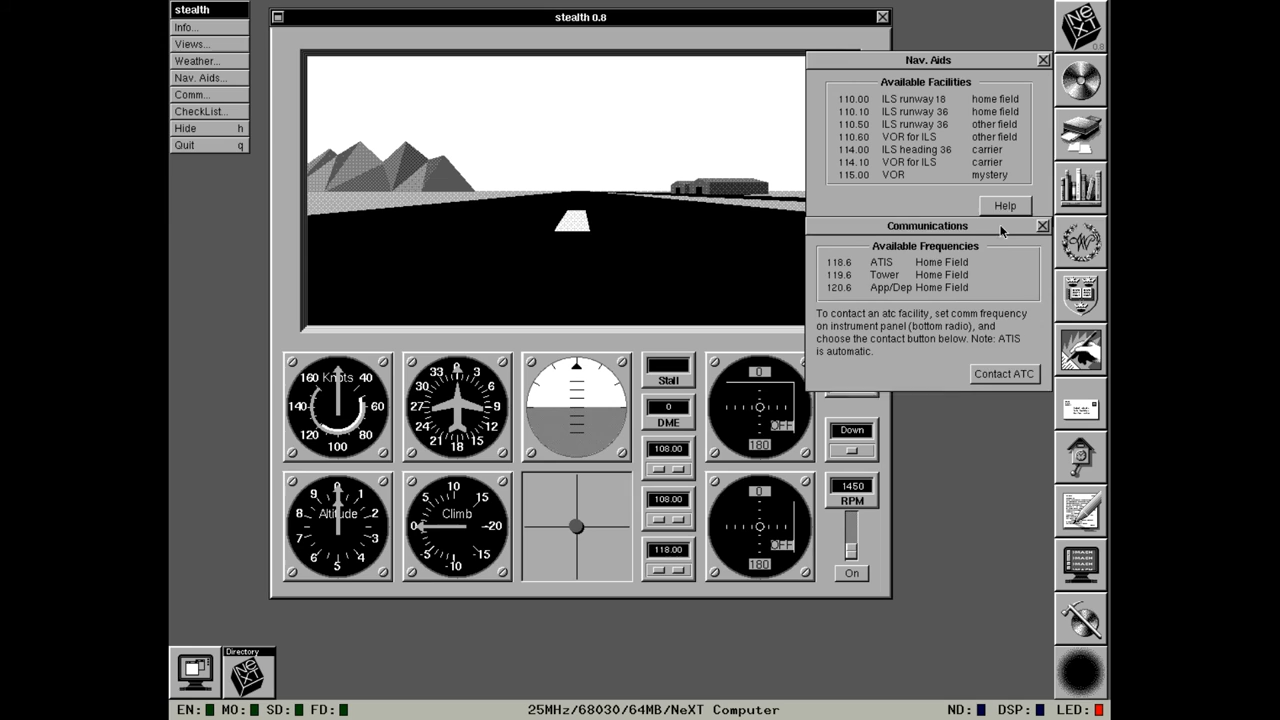 stealth
Info...
Views...
Weather...
Nav. Aids...
Comm...
CheckList...
Hide h
Quit q
stealth 0.8
Nav. Aids
Available Facilities
110.00 ILS runway 18 home field
110.10 ILS runway 36 home field
110.50 ILS runway 36 other field
110.60 VOR for ILS other field
114.00 ILS heading 36 carrier
114.10 VOR for ILS carrier
115.00 VOR mystery
Help
Communications
Available Frequencies
118.6 ATIS Home Field
119.6 Tower Home Field
120.6 App/Dep Home Field
To contact an atc facility, set comm frequency
on instrument panel (bottom radio), and
choose the contact button below. Note: ATIS
is automatic.
Contact ATC
160 Knots 40
140 60
120 80
100
33 0 3
30 6
27 9
24 12
21 18 15
Stall
0
DME
108.00
108.00
118.00
0
OFF
180
Down
9 0 1
8 Altitude 2
7 3
6 5 4
5 10 15
0 Climb -20
-5 -10 15
0
OFF
180
1450
RPM
On
NeXT
0.8
Directory
NeXT
EN: MO: SD: FD: 25MHz/68030/64MB/NeXT Computer ND: DSP: LED: